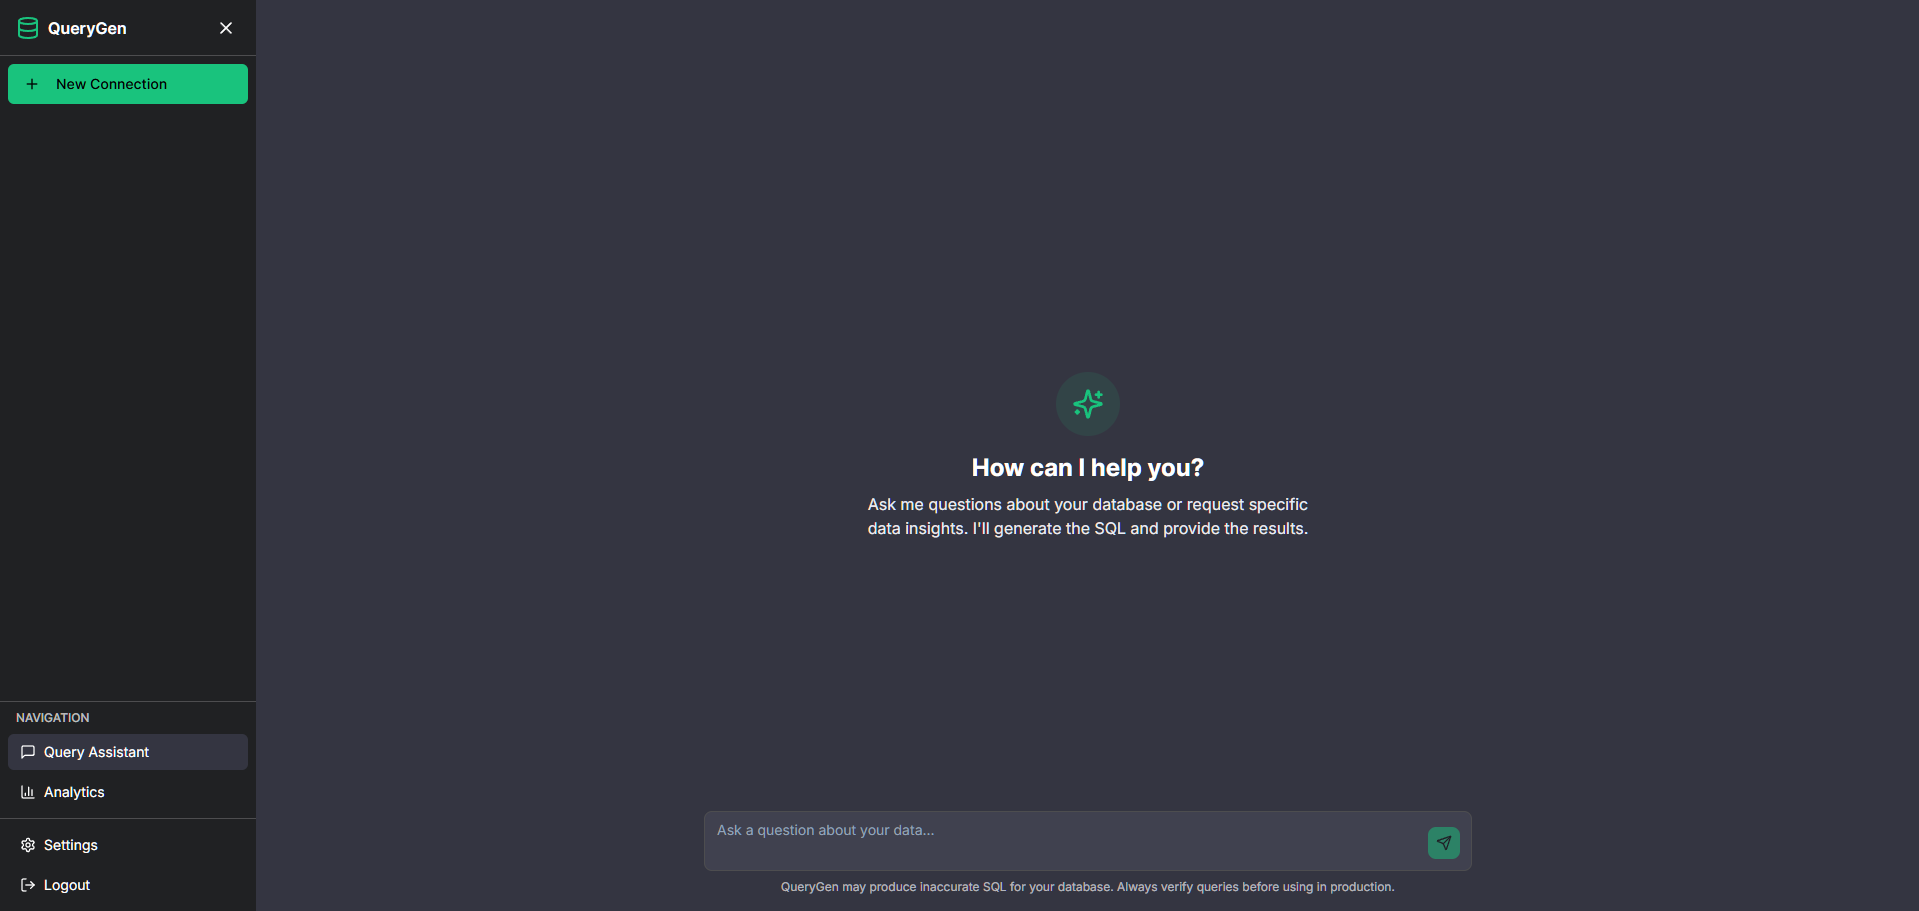 QueryGen
New Connection
How can I help you?
Ask me questions about your database or request specific
data insights. I'll generate the SQL and provide the results.
NAVIGATION
Query Assistant
Analytics
Settings
Logout
Ask a question about your data...
QueryGen may produce inaccurate SQL for your database. Always verify queries before using in production.